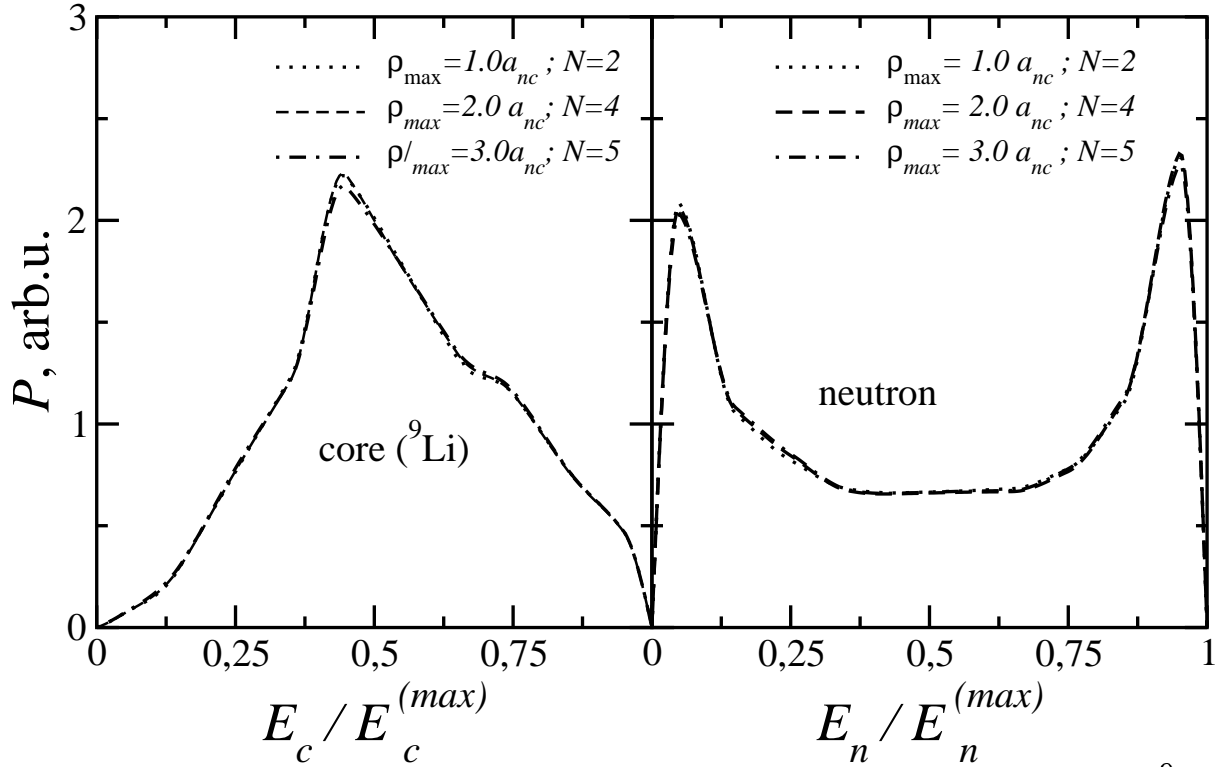 3
2
1
0
P, arb.u.
ρmax=1.0anc ; N=2
ρmax=2.0 anc ; N=4
ρ/max=3.0anc ; N=5
core (9Li)
0 0,25 0,5 0,75
Ec / Ec(max)
ρmax= 1.0 anc ; N=2
ρmax= 2.0 anc ; N=4
ρmax= 3.0 anc ; N=5
neutron
0 0,25 0,5 0,75 1
En / En(max)
9